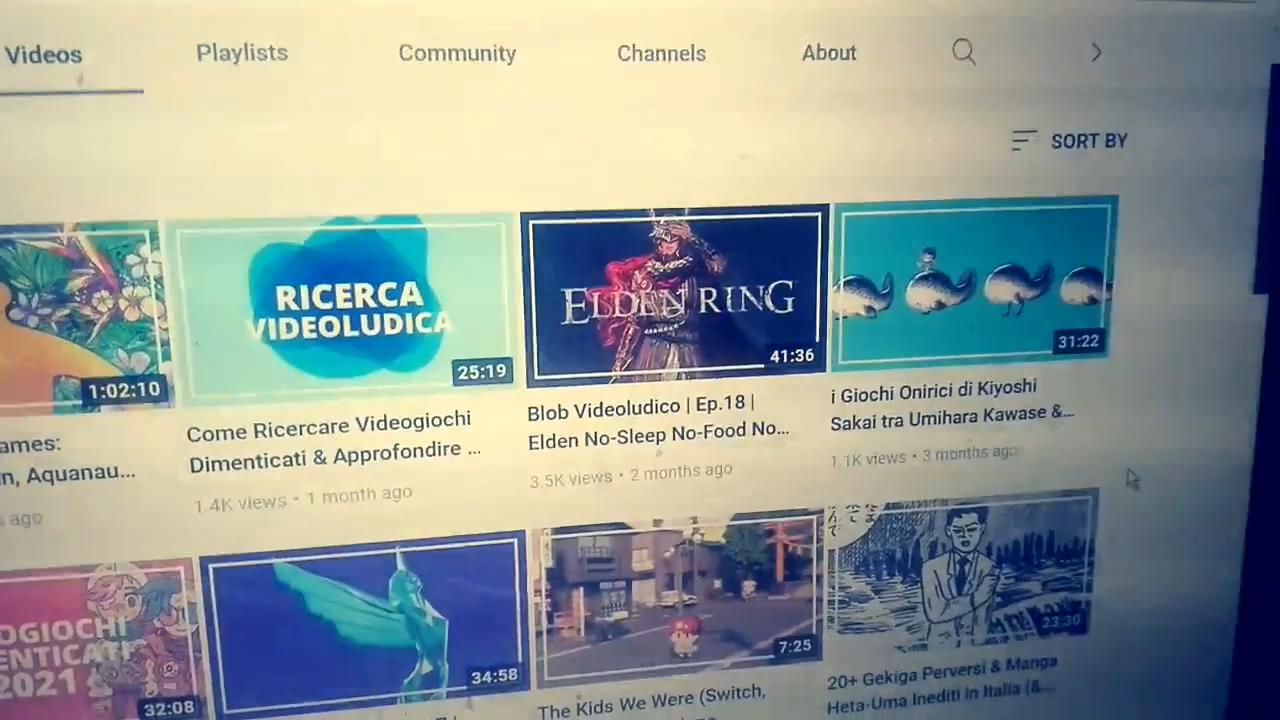 Videos
Playlists
Community
Channels
About
SORT BY
1:02:10
RICERCA
VIDEOLUDICA
25:19
ELDEN RING
41:36
31:22
ames:
n, Aquanau...
s ago
Come Ricercare Videogiochi
Dimenticati & Approfondire ...
1.4K views • 1 month ago
Blob Videoludico | Ep.18 |
Elden No-Sleep No-Food No...
3.5K views • 2 months ago
i Giochi Onirici di Kiyoshi
Sakai tra Umihara Kawase &...
1.1K views • 3 months ago
OGIOCHI
ENTICATI
2021
32:08
34:58
7:25
23:30
The Kids We Were (Switch,
20+ Gekiga Perversi & Manga
Heta-Uma Inediti in Italia (&...